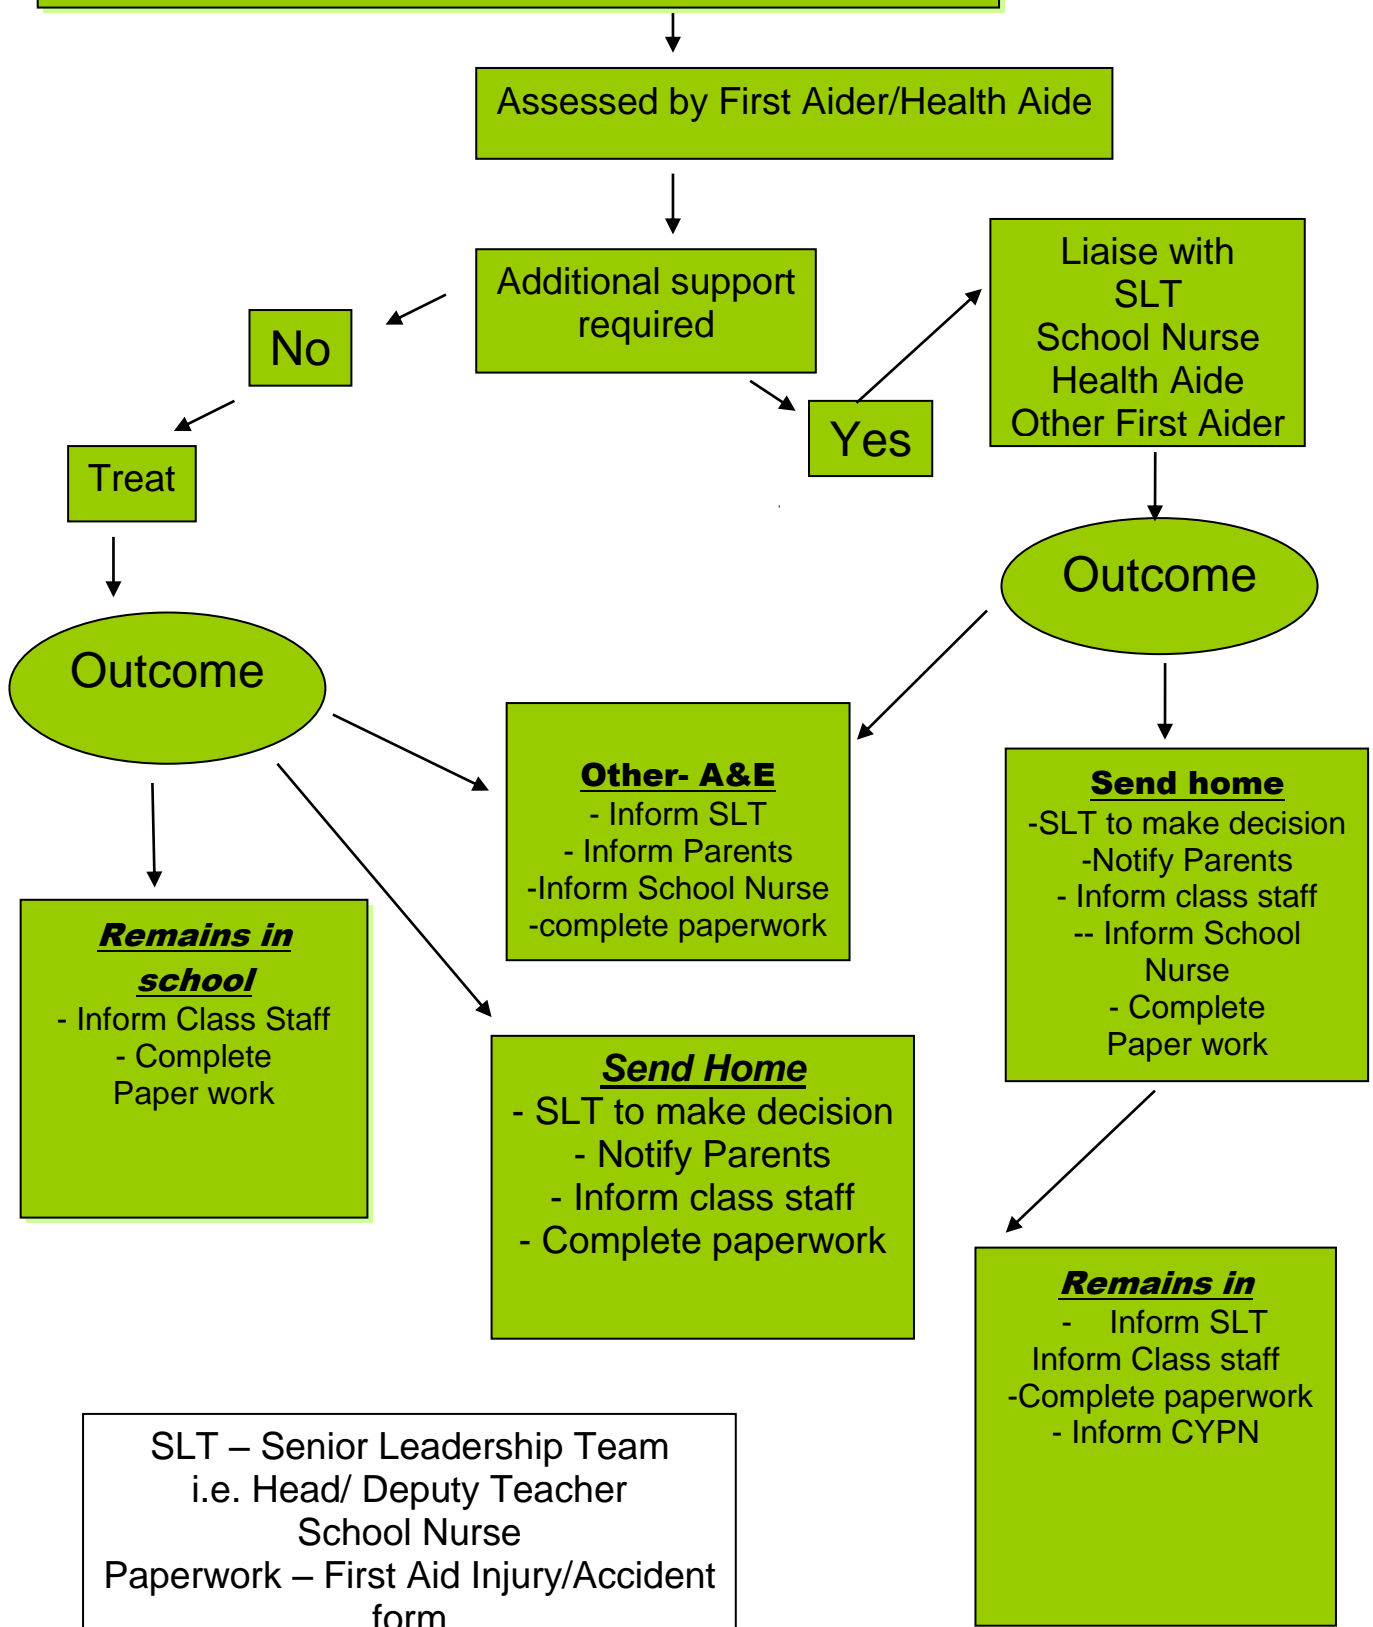 Assessed by First Aider/Health Aide
Additional support
required
No
Yes
Liaise with
SLT
School Nurse
Health Aide
Other First Aider
Treat
Outcome
Outcome
Other- A&E
- Inform SLT
- Inform Parents
-Inform School Nurse
-complete paperwork
Send home
-SLT to make decision
-Notify Parents
- Inform class staff
-- Inform School
Nurse
- Complete
Paper work
Remains in
school
- Inform Class Staff
- Complete
Paper work
Send Home
- SLT to make decision
- Notify Parents
- Inform class staff
- Complete paperwork
Remains in
- Inform SLT
Inform Class staff
-Complete paperwork
- Inform CYPN
SLT – Senior Leadership Team
i.e. Head/ Deputy Teacher
School Nurse
Paperwork – First Aid Injury/Accident
form